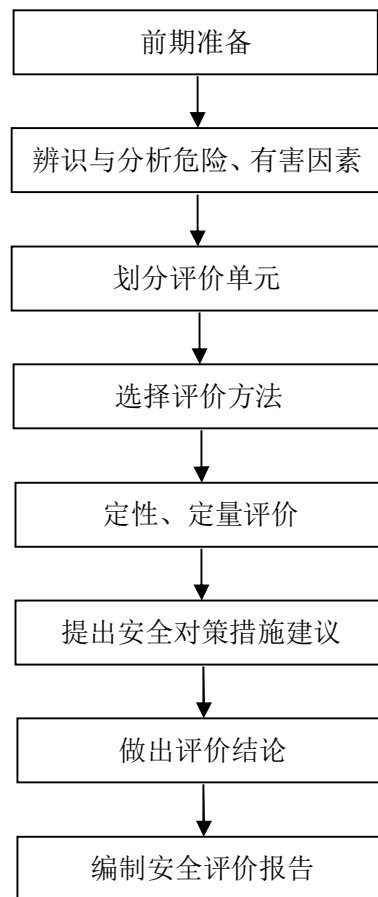 前期准备
辨识与分析危险、有害因素
划分评价单元
选择评价方法
定性、定量评价
提出安全对策措施建议
做出评价结论
编制安全评价报告